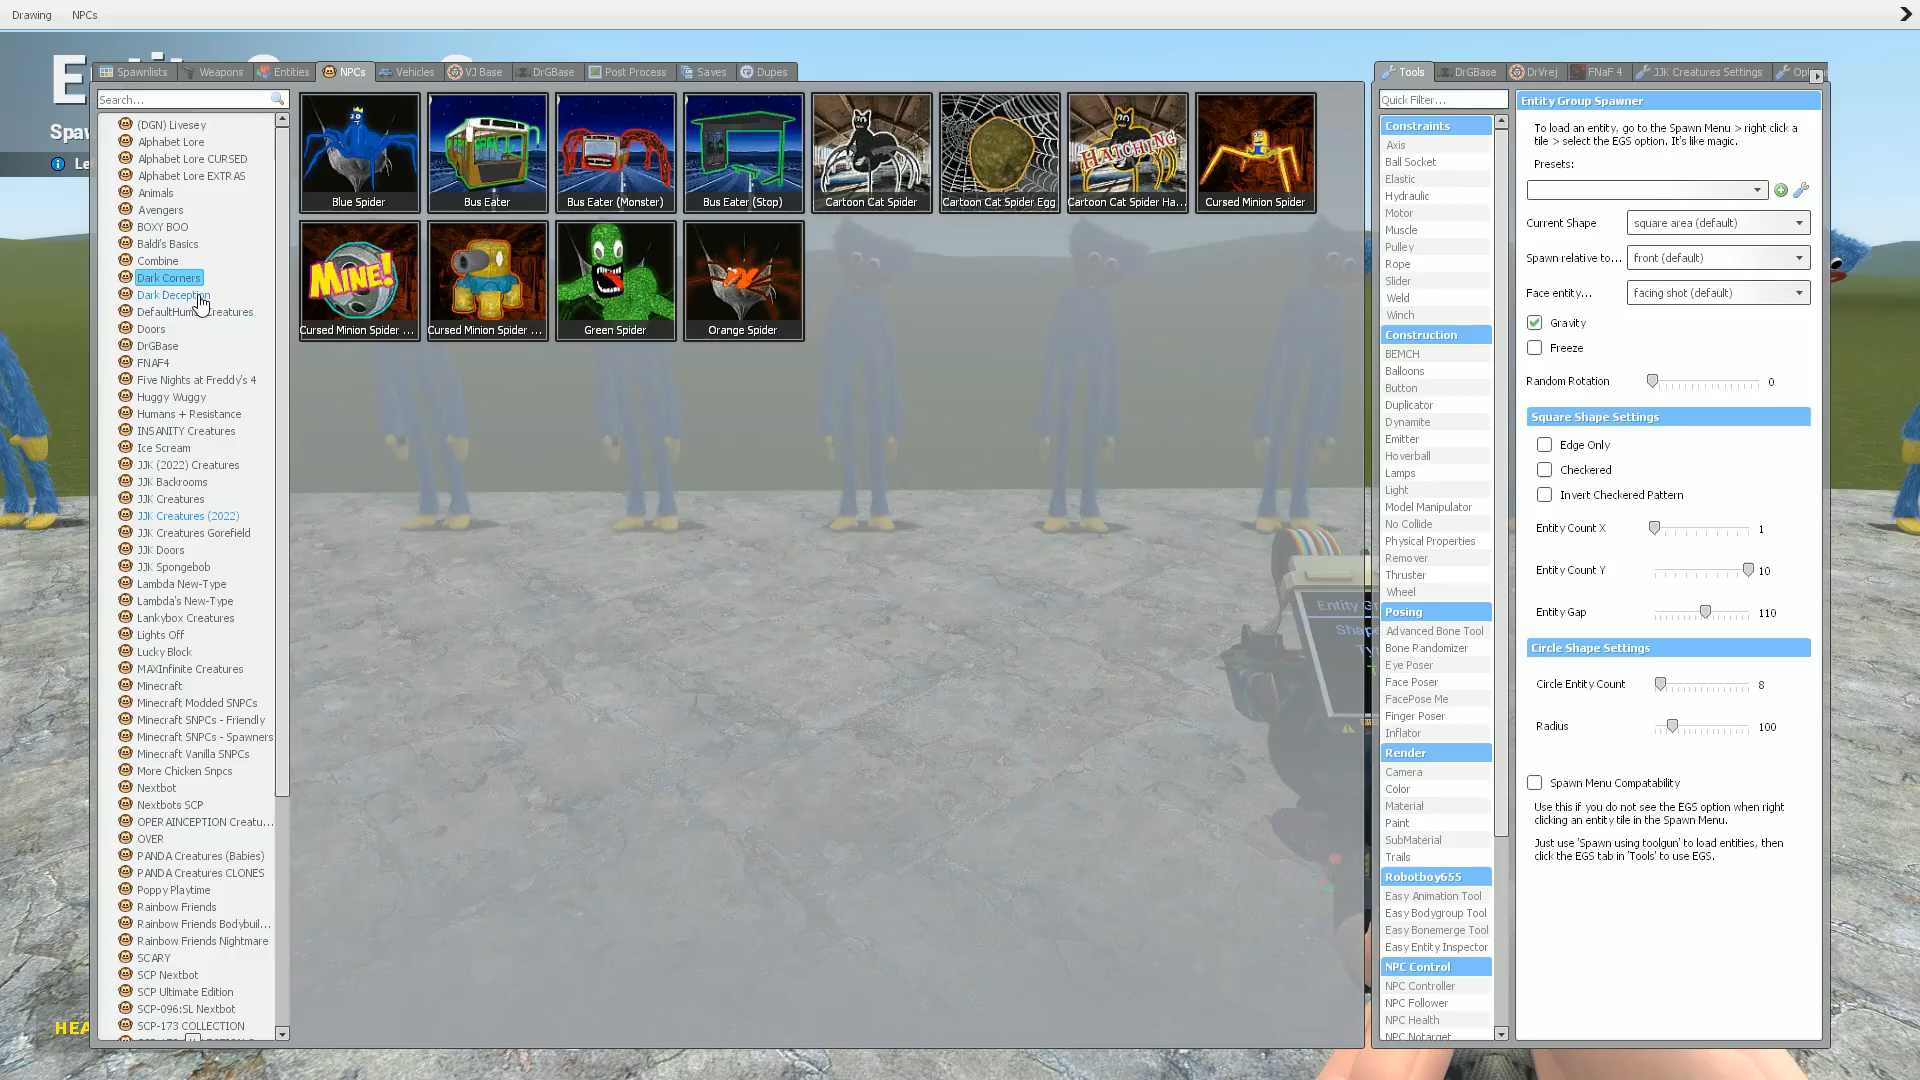 Drawing NPCs
Spawnlists Weapons Entities NPCs Vehicles VJ Base DrGBase Post Process Saves Dupes
Search...
(DGN) Livesey
Alphabet Lore
Alphabet Lore CURSED
Alphabet Lore EXTRAS
Animals
Avengers
BOXY BOO
Baldi's Basics
Combine
Dark Corners
Dark Deception
Doors
DrGBase
FNAF4
Five Nights at Freddy's 4
Huggy Wuggy
Humans + Resistance
INSANITY Creatures
Ice Scream
JJK (2022) Creatures
JJK Backrooms
JJK Creatures
JJK Creatures (2022)
JJK Creatures Gorefield
JJK Doors
JJK Spongebob
Lambda New-Type
Lambda's New-Type
Lankybox Creatures
Lights Off
Lucky Block
MAXInfinite Creatures
Minecraft
Minecraft Modded SNPCs
Minecraft SNPCs - Friendly
Minecraft SNPCs - Spawners
Minecraft Vanilla SNPCs
More Chicken Snpcs
Nextbot
Nextbots SCP
OPERAINCEPTION Creatu...
OVER
PANDA Creatures (Babies)
PANDA Creatures CLONES
Poppy Playtime
Rainbow Friends
Rainbow Friends Bodybuil...
Rainbow Friends Nightmare
SCARY
SCP Nextbot
SCP Ultimate Edition
SCP-096:SL Nextbot
SCP-173 COLLECTION
Blue Spider
Bus Eater
Bus Eater (Monster)
Bus Eater (Stop)
Cartoon Cat Spider
Cartoon Cat Spider Egg
HATCHING
Cartoon Cat Spider Ha...
Cursed Minion Spider
MINE!
Cursed Minion Spider ...
Cursed Minion Spider ...
Green Spider
Orange Spider
Tools DrGBase DrVrej FNaF 4 JJK Creatures Settings
Quick Filter...
Constraints
Axis
Ball Socket
Elastic
Hydraulic
Motor
Muscle
Pulley
Rope
Slider
Weld
Winch
Construction
BEMCH
Balloons
Button
Duplicator
Dynamite
Emitter
Hoverball
Lamps
Light
Model Manipulator
No Collide
Physical Properties
Remover
Thruster
Wheel
Posing
Advanced Bone Tool
Bone Randomizer
Eye Poser
Face Poser
FacePose Me
Finger Poser
Inflator
Render
Camera
Color
Material
Paint
SubMaterial
Trails
Robotboy655
Easy Animation Tool
Easy Bodygroup Tool
Easy Bonemerge Tool
Easy Entity Inspector
NPC Control
NPC Controller
NPC Follower
NPC Health
NPC Notarget
Entity Group Spawner
To load an entity, go to the Spawn Menu > right click a
tile > select the EGS option. It's like magic.
Presets:
Current Shape square area (default)
Spawn relative to... front (default)
Face entity... facing shot (default)
Gravity
Freeze
Random Rotation 0
Square Shape Settings
Edge Only
Checkered
Invert Checkered Pattern
Entity Count X 1
Entity Count Y 10
Entity Gap 110
Circle Shape Settings
Circle Entity Count 8
Radius 100
Spawn Menu Compatability
Use this if you do not see the EGS option when right
clicking an entity tile in the Spawn Menu.
Just use 'Spawn using toolgun' to load entities, then
click the EGS tab in 'Tools' to use EGS.